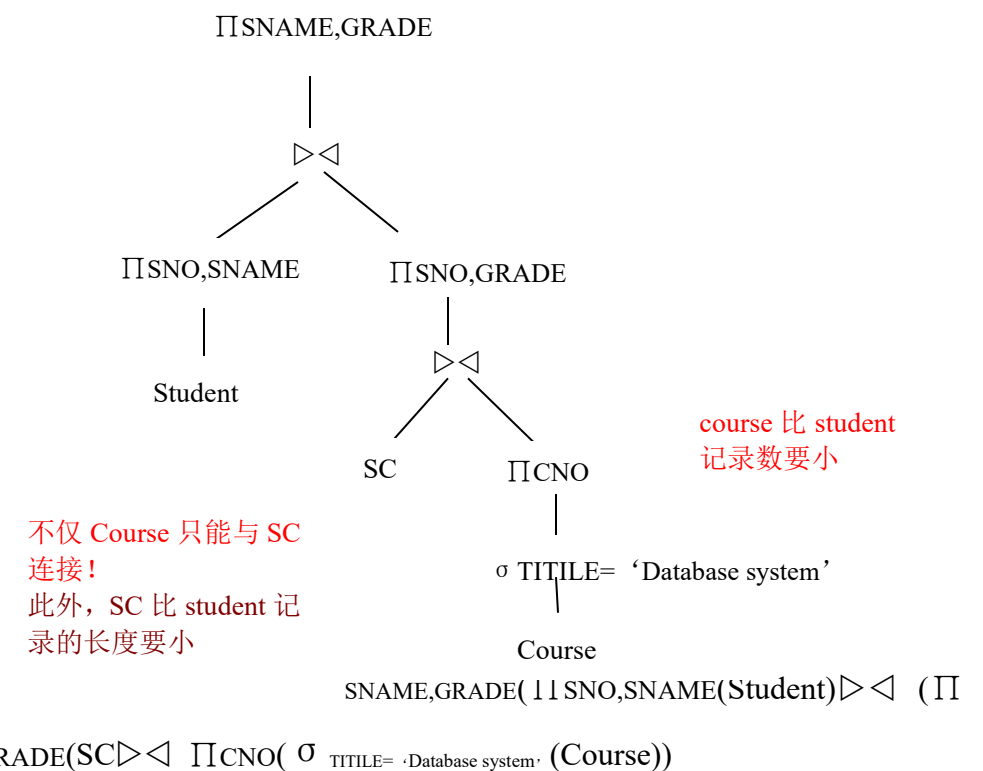 ∏SNAME,GRADE
▷◁
∏SNO,SNAME
∏SNO,GRADE
Student
▷◁
SC
∏CNO
course 比 student
记录数要小
不仅 Course 只能与 SC
连接！
此外，SC 比 student 记
录的长度要小
σ TITILE=‘Database system’
Course
SNAME,GRADE(∏SNO,SNAME(Student)▷◁ (∏
RADE(SC▷◁ ∏CNO( σ TITILE=‘Database system’ (Course))